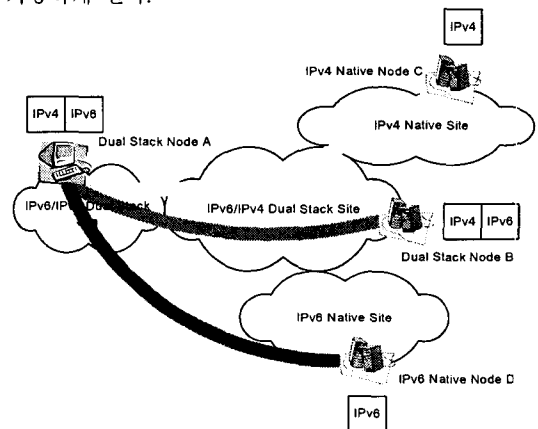 IPv4
IPv4 Native Node C
IPv4 Native Site
IPv4 IPv6
Dual Stack Node A
IPv6/IPv4 Dual Stack Site
IPv4 IPv6
Dual Stack Node B
IPv6 Native Site
IPv6 Native Node D
IPv6